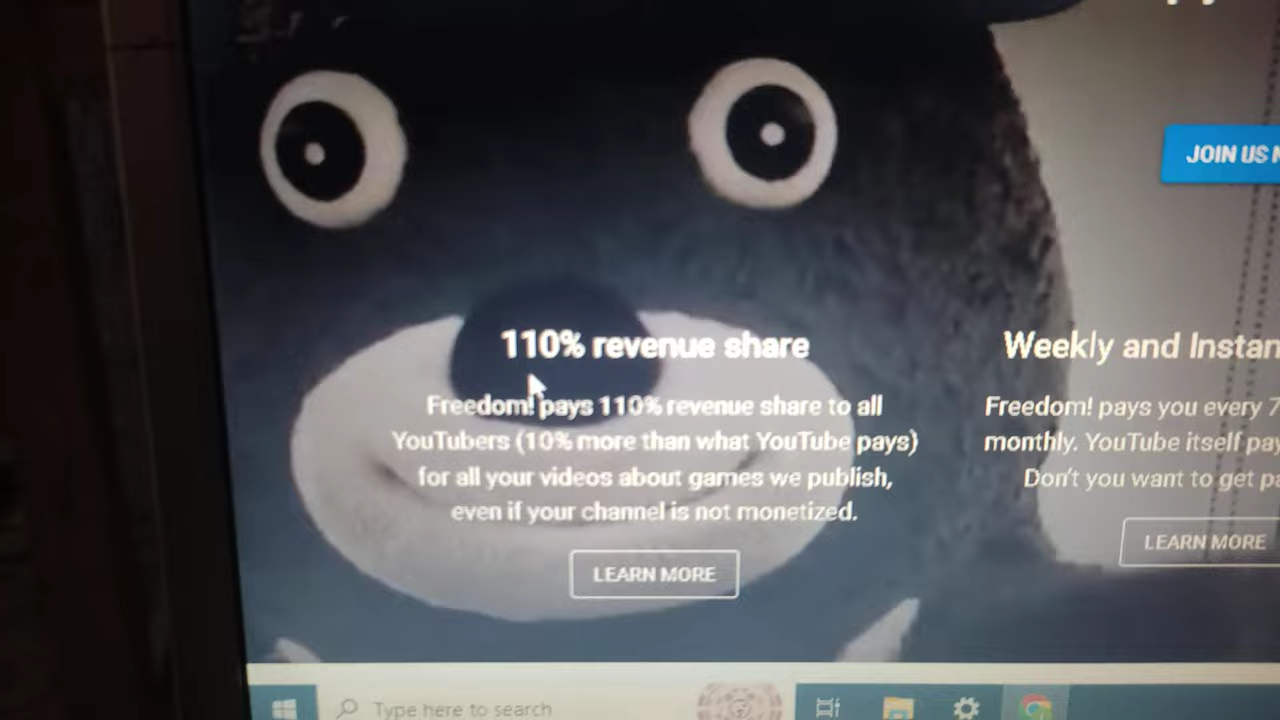 JOIN US
110% revenue share
Freedom! pays 110% revenue share to all
YouTubers (10% more than what YouTube pays)
for all your videos about games we publish,
even if your channel is not monetized.
LEARN MORE
Weekly and
Freedom! pays you every 7
monthly. YouTube itself
Don't you want to get
LEARN MORE
Type here to search